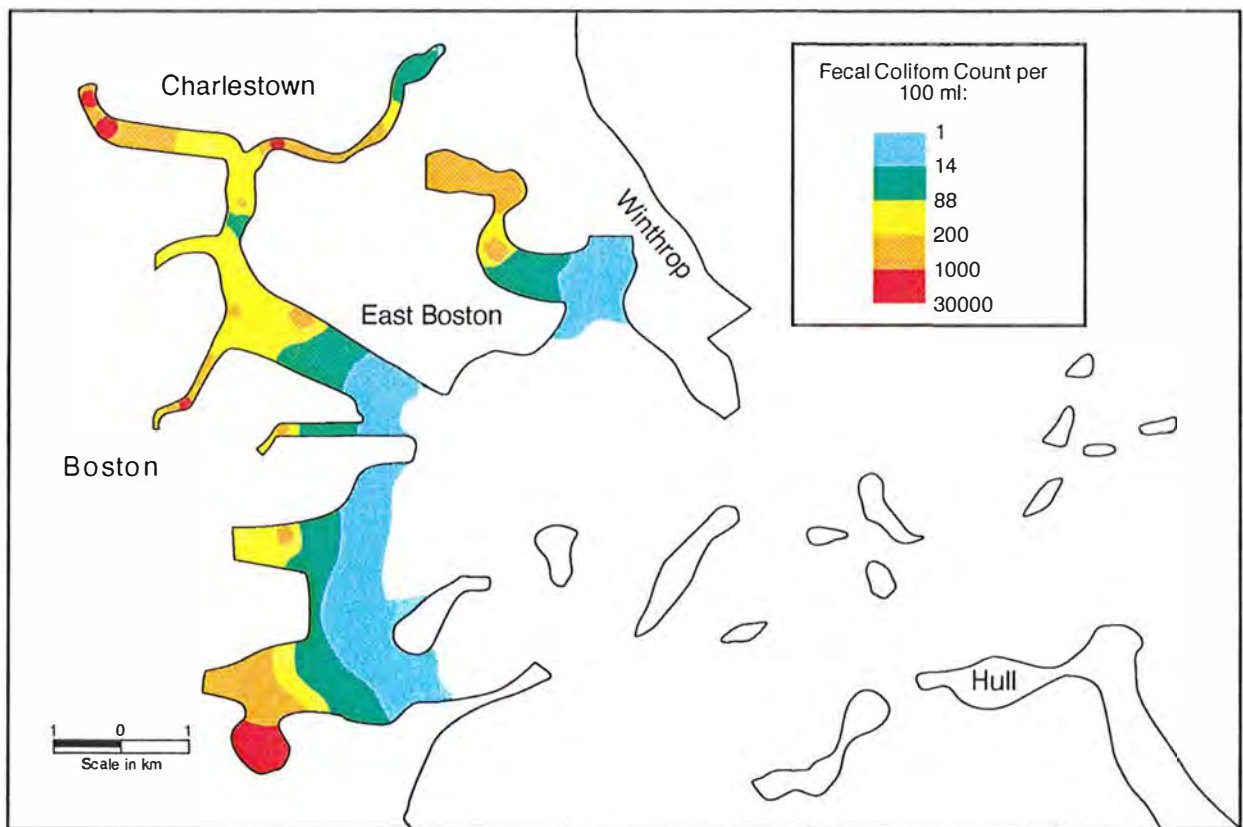 Charlestown
Winthrop
East Boston
Boston
Hull
Fecal Colifom Count per
100 ml:
1
14
88
200
1000
30000
1 0 1
Scale in km